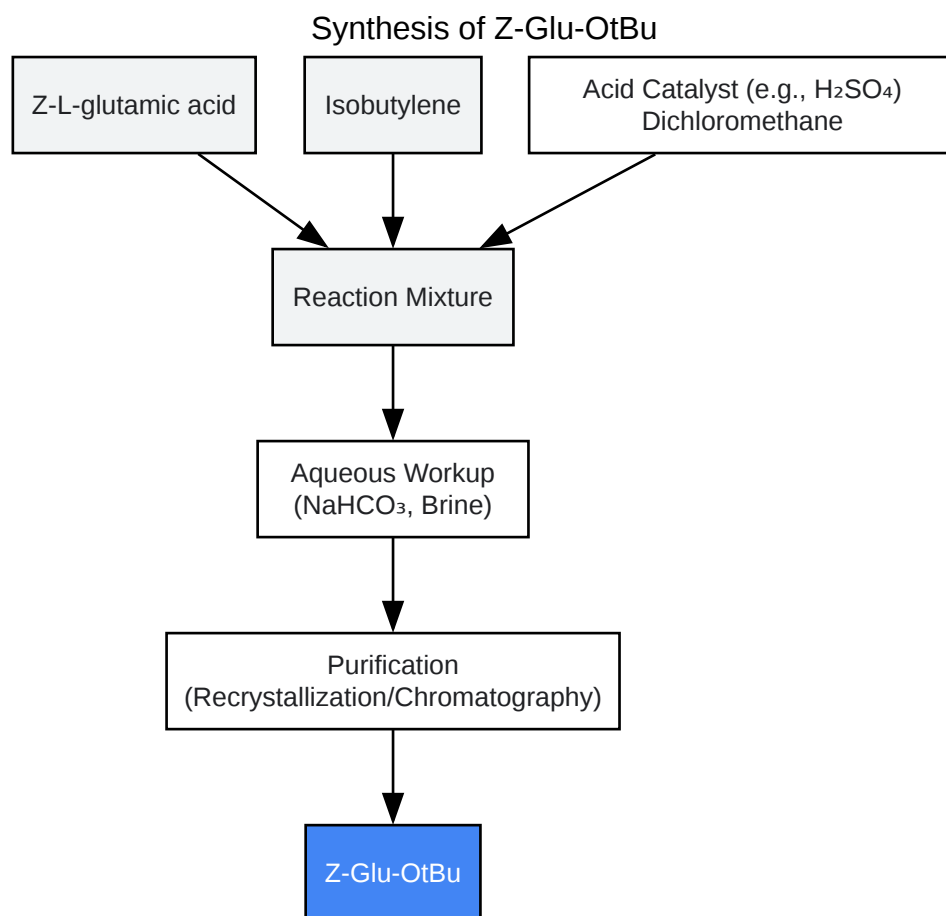 Synthesis of Z-Glu-OtBu
Z-L-glutamic acid
Isobutylene
Acid Catalyst (e.g., H₂SO₄)
Dichloromethane
Reaction Mixture
Aqueous Workup
(NaHCO₃, Brine)
Purification
(Recrystallization/Chromatography)
Z-Glu-OtBu